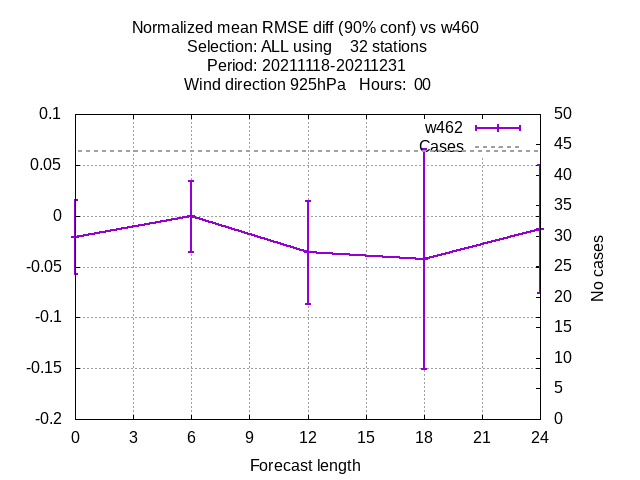 Normalized mean RMSE diff (90% conf) vs w460
Selection: ALL using 32 stations
Period: 20211118-20211231
Wind direction 925hPa Hours: 00
0.1
0.05
0
-0.05
-0.1
-0.15
-0.2
w462
Cases
50
45
40
35
30
25
20
15
10
5
0
No cases
0 3 6 9 12 15 18 21 24
Forecast length